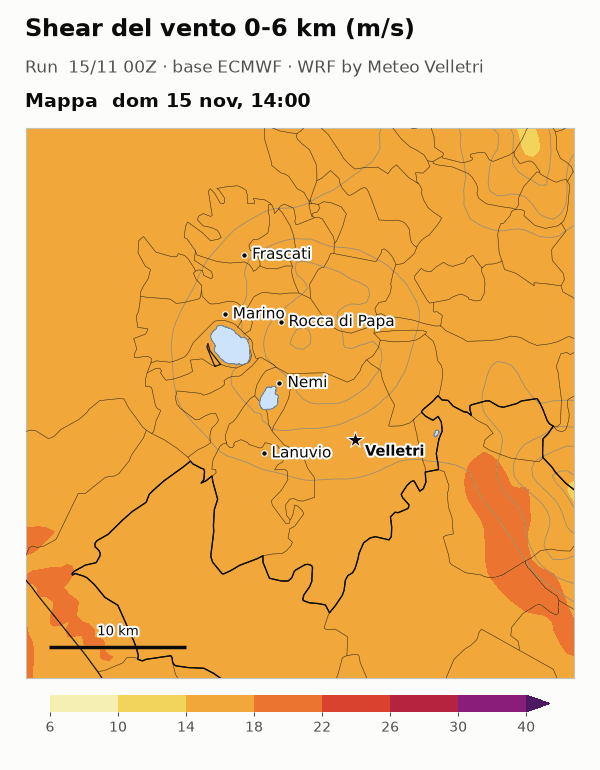 Shear del vento 0-6 km (m/s)
Run 15/11 00Z · base ECMWF · WRF by Meteo Velletri
Mappa dom 15 nov, 14:00
Frascati
Marino
Rocca di Papa
Nemi
Velletri
Lanuvio
10 km
6 10 14 18 22 26 30 40